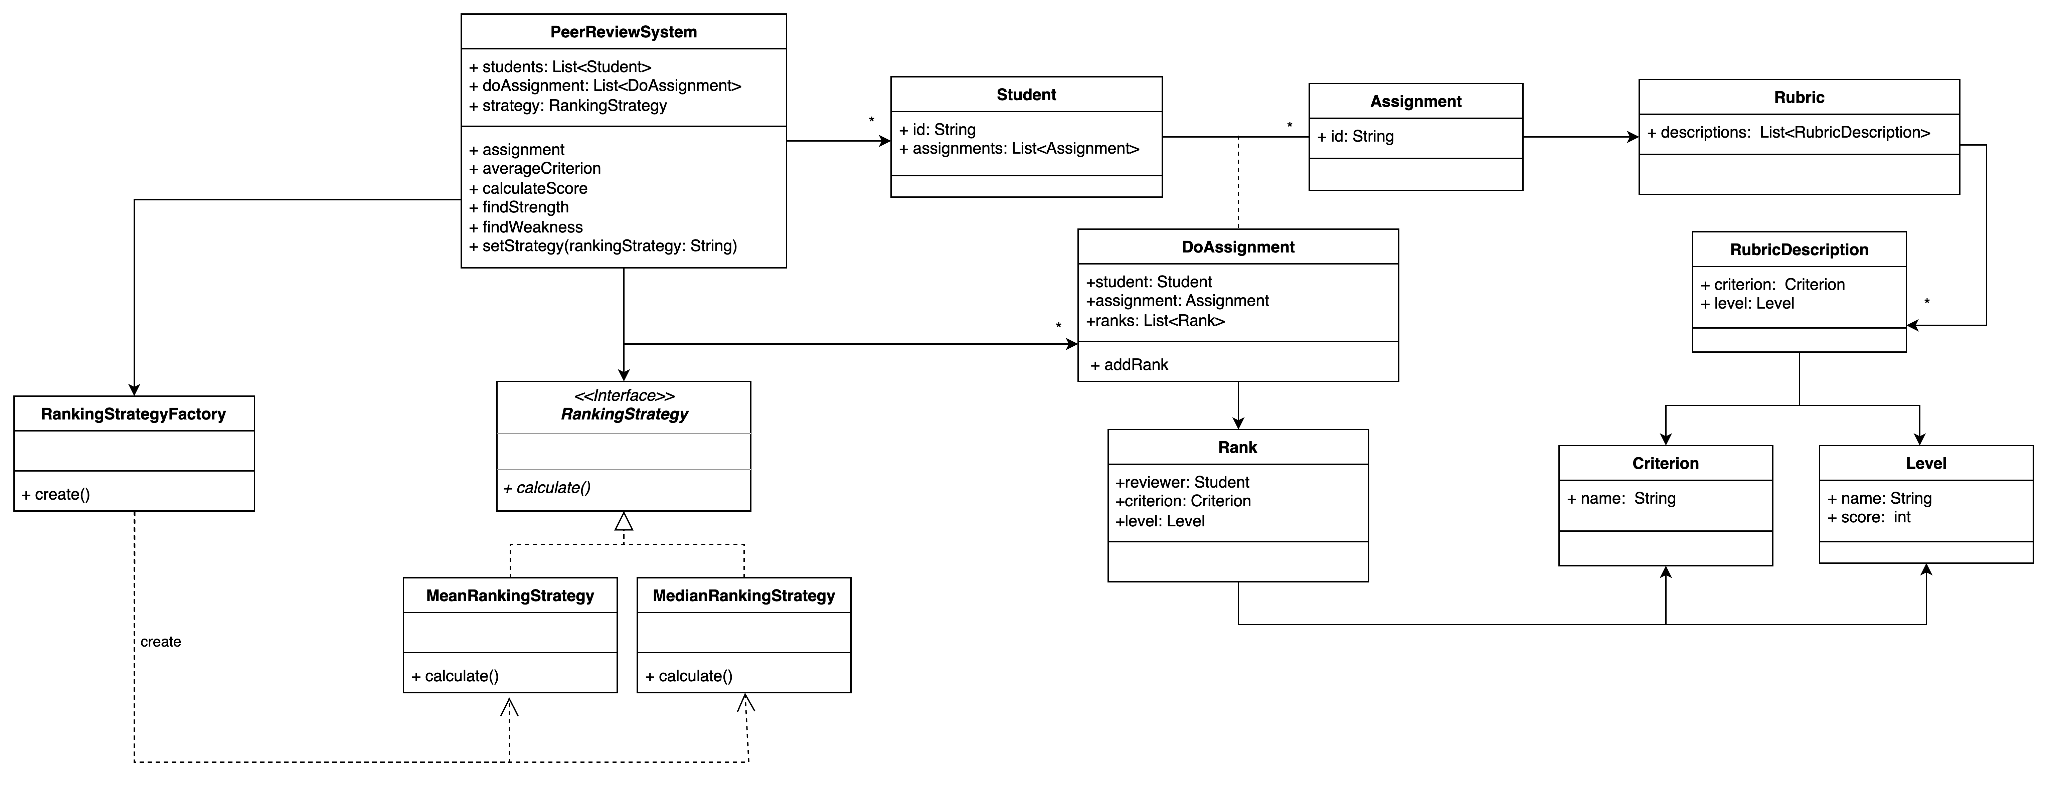 PeerReviewSystem
+ students: List<Student>
+ doAssignment: List<DoAssignment>
+ strategy: RankingStrategy
+ assignment
+ averageCriterion
+ calculateScore
+ findStrength
+ findWeakness
+ setStrategy(rankingStrategy: String)
*
Student
+ id: String
+ assignments: List<Assignment>
*
Assignment
+ id: String
Rubric
+ descriptions:  List<RubricDescription>
DoAssignment
+student: Student
+assignment: Assignment
+ranks: List<Rank>
+ addRank
*
RubricDescription
+ criterion:  Criterion
+ level: Level
*
RankingStrategyFactory
+ create()
<<Interface>>
RankingStrategy
+ calculate()
Rank
+reviewer: Student
+criterion: Criterion
+level: Level
Criterion
+ name:  String
Level
+ name: String
+ score:  int
MeanRankingStrategy
+ calculate()
MedianRankingStrategy
+ calculate()
create